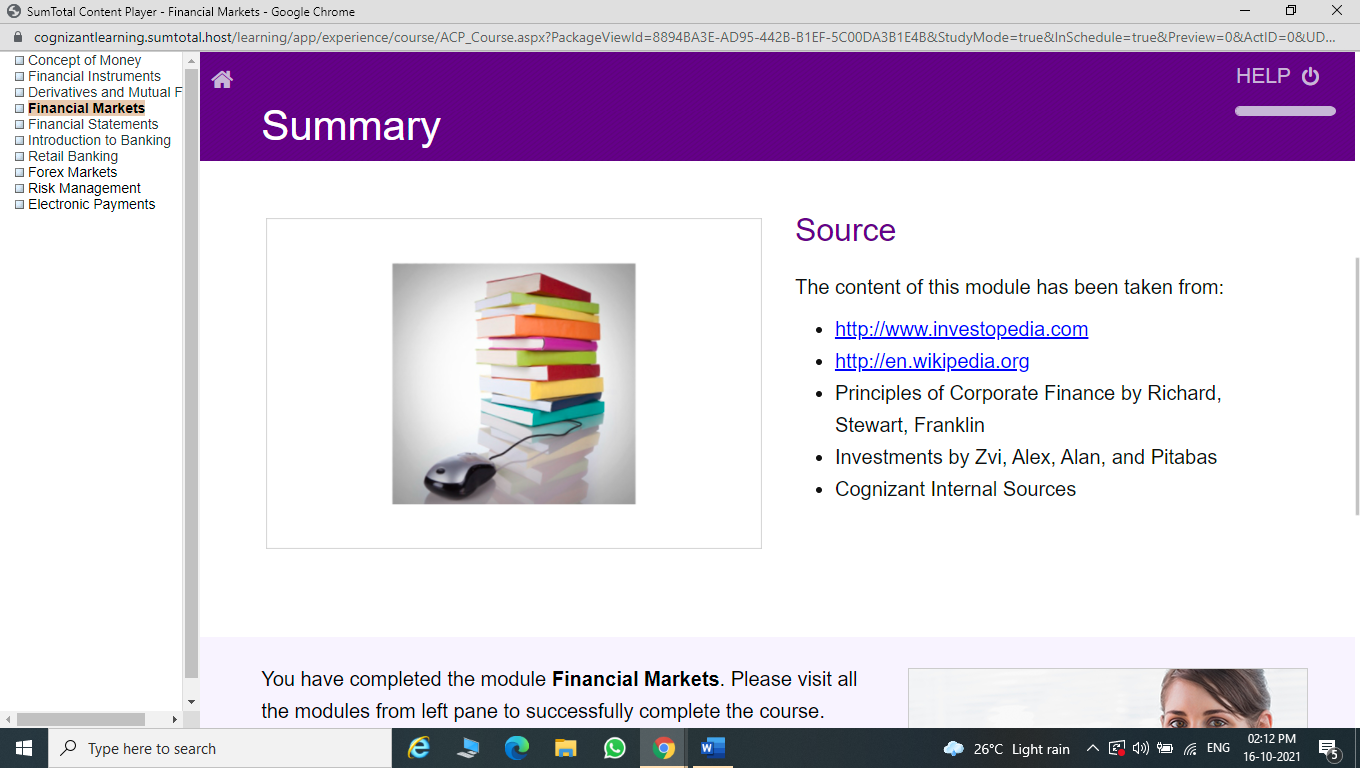 SumTotal Content Player - Financial Markets - Google Chrome
cognizantlearning.sumtotal.host/learning/app/experience/course/ACP_Course.aspx?PackageViewId=8894BA3E-AD95-442B-B1EF-5C00DA3B1E4B&StudyMode=true&InSchedule=true&Preview=0&ActID=0&UD...
Concept of Money
Financial Instruments
Derivatives and Mutual F
Financial Markets
Financial Statements
Introduction to Banking
Retail Banking
Forex Markets
Risk Management
Electronic Payments
HELP
Summary
Source
The content of this module has been taken from:
• http://www.investopedia.com
• http://en.wikipedia.org
• Principles of Corporate Finance by Richard,
Stewart, Franklin
• Investments by Zvi, Alex, Alan, and Pitabas
• Cognizant Internal Sources
You have completed the module Financial Markets. Please visit all
the modules from left pane to successfully complete the course.
Type here to search
26°C Light rain
ENG
02:12 PM
16-10-2021
5